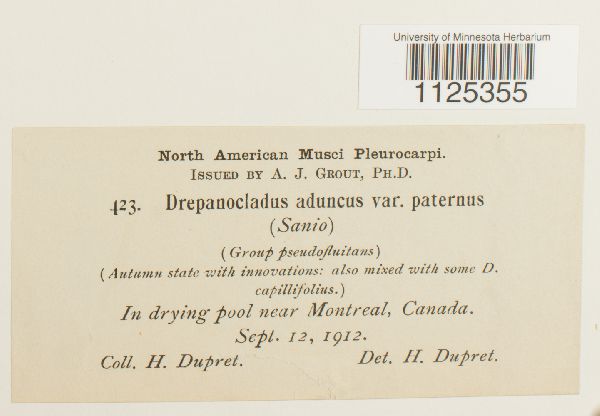 University of Minnesota Herbarium
1125355
North American Musci Pleurocarpi.
Issued by A. J. Grout, Ph.D.
423. Drepanocladus aduncus var. paternus
(Sanio)
(Group pseudofluitans)
(Autumn state with innovations: also mixed with some D.
capillifolius.)
In drying pool near Montreal, Canada.
Sept. 12, 1912.
Coll. H. Dupret. Det. H. Dupret.